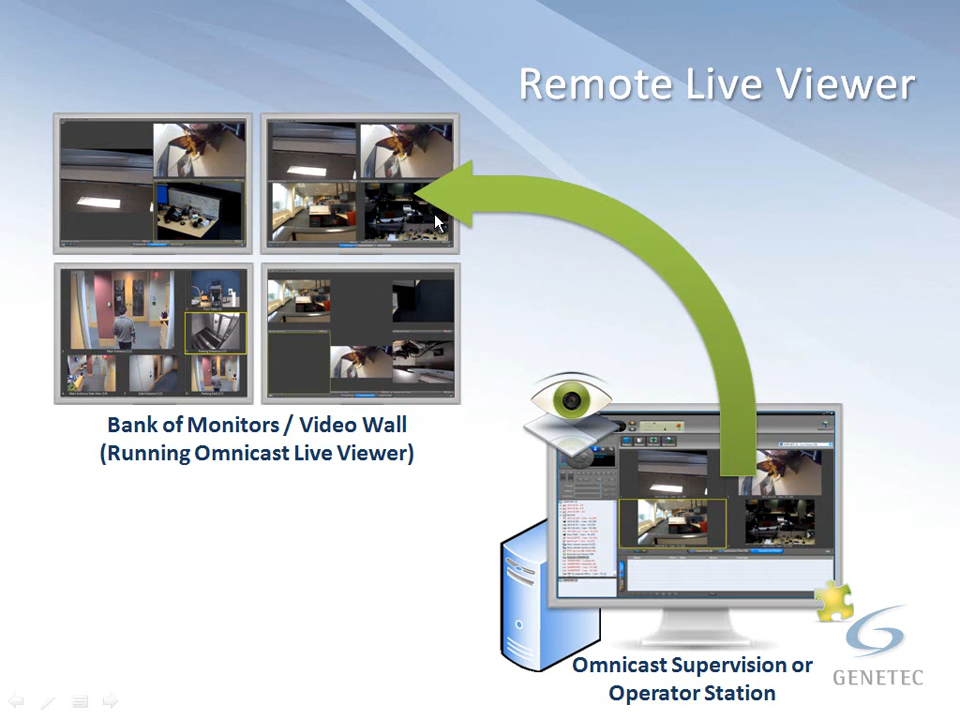 Remote Live Viewer
Bank of Monitors / Video Wall
(Running Omnicast Live Viewer)
Omnicast Supervision or
Operator Station
GENETEC